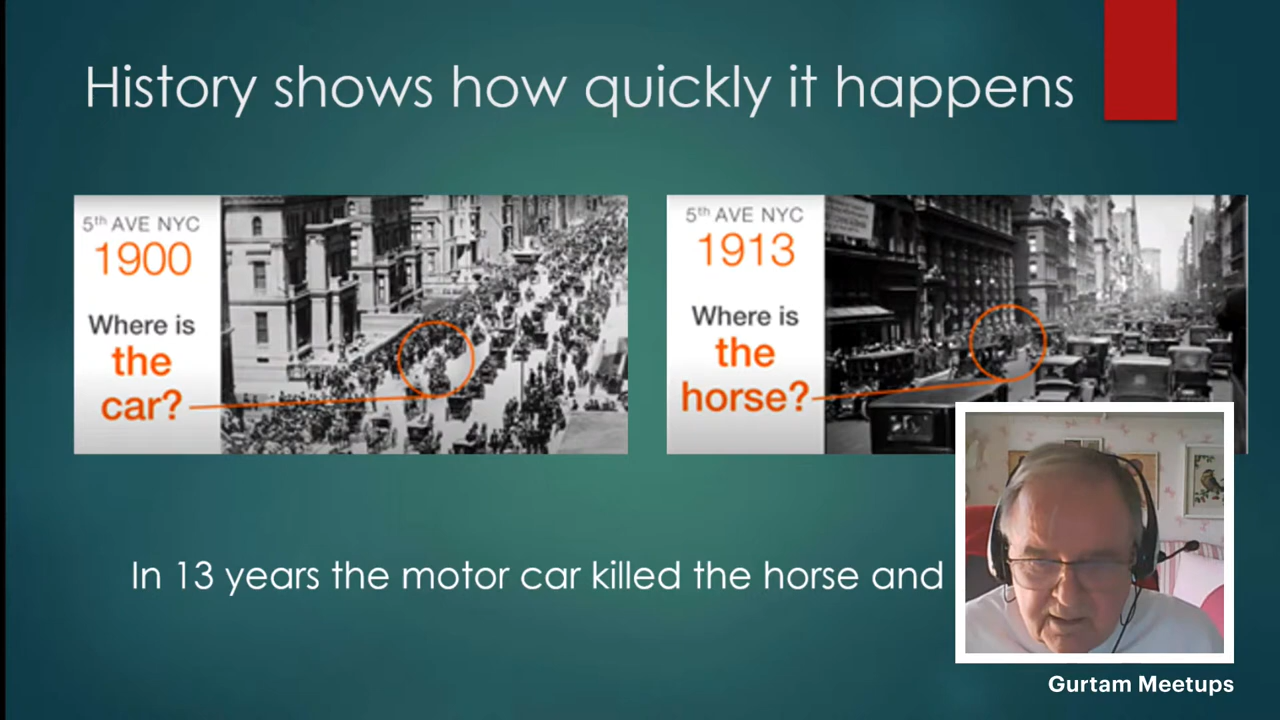 History shows how quickly it happens
5th AVE NYC
1900
Where is
the
car?
5th AVE NYC
1913
Where is
the
horse?
In 13 years the motor car killed the horse and
Gurtam Meetups